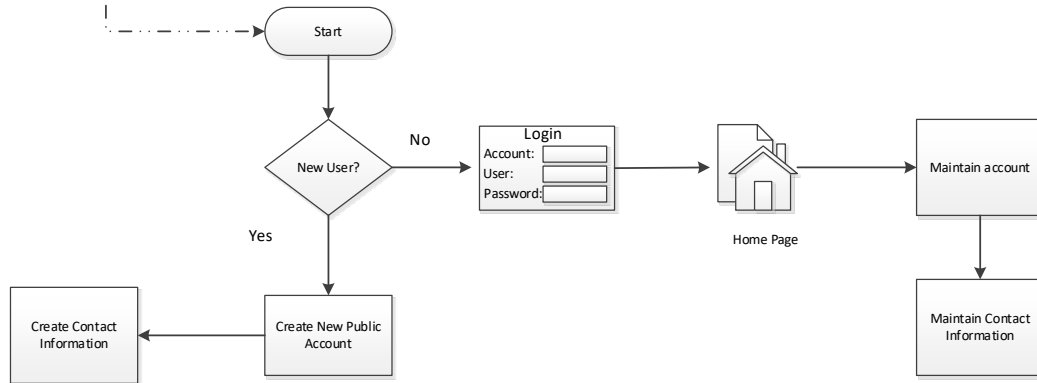 Start
New User?
No
Yes
Login
Account:
User:
Password:
Home Page
Maintain account
Maintain Contact
Information
Create New Public
Account
Create Contact
Information